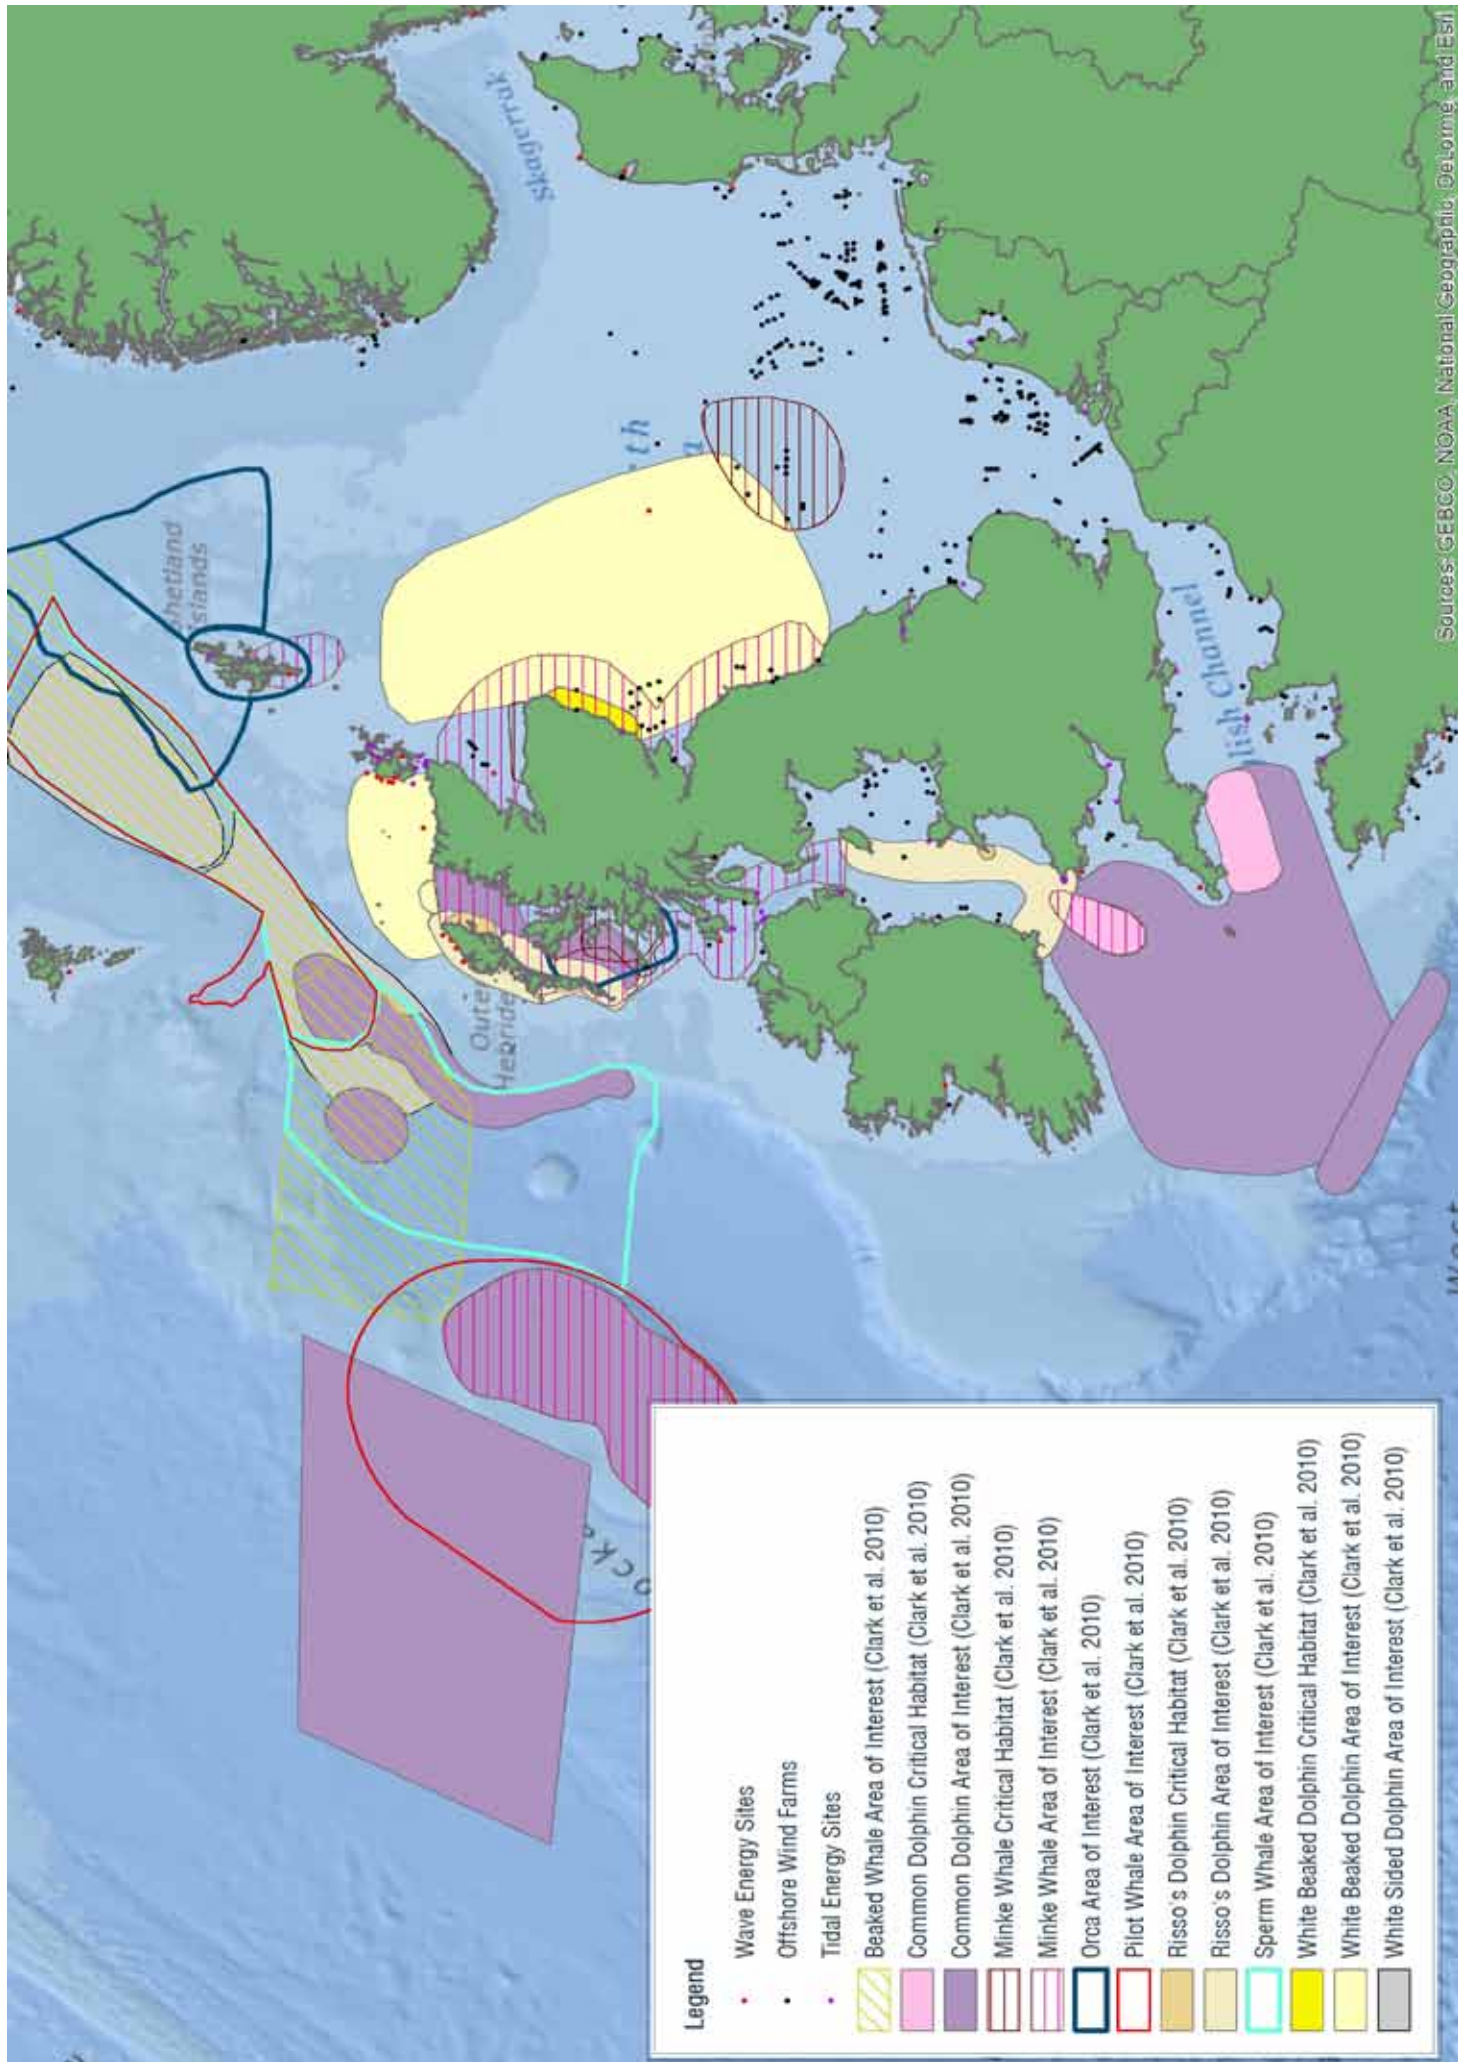 Skagerrak
Shetland
Islands
th
a
Oute
Hebride
lish Channel
ocka
West
Legend
Wave Energy Sites
Offshore Wind Farms
Tidal Energy Sites
Beaked Whale Area of Interest (Clark et al. 2010)
Common Dolphin Critical Habitat (Clark et al. 2010)
Common Dolphin Area of Interest (Clark et al. 2010)
Minke Whale Critical Habitat (Clark et al. 2010)
Minke Whale Area of Interest (Clark et al. 2010)
Orca Area of Interest (Clark et al. 2010)
Pilot Whale Area of Interest (Clark et al. 2010)
Risso's Dolphin Critical Habitat (Clark et al. 2010)
Risso's Dolphin Area of Interest (Clark et al. 2010)
Sperm Whale Area of Interest (Clark et al. 2010)
White Beaked Dolphin Critical Habitat (Clark et al. 2010)
White Beaked Dolphin Area of Interest (Clark et al. 2010)
White Sided Dolphin Area of Interest (Clark et al. 2010)
Sources: GEBCO, NOAA, National Geographic, DeLorme, and Esri